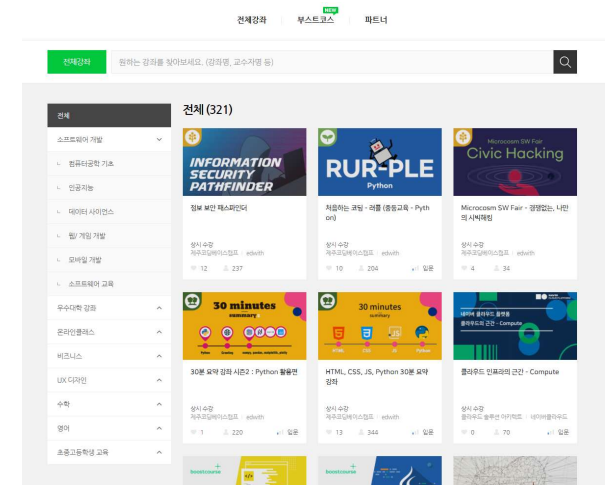 전체강좌
NEW
부스트코스
파트너
전체강좌
원하는 강좌를 찾아보세요. (강좌명, 교수자명 등)
전체
소프트웨어 개발
컴퓨터공학 기초
인공지능
데이터 사이언스
웹/ 게임 개발
모바일 개발
소프트웨어 교육
우수대학 강좌
온라인클래스
비즈니스
UX 디자인
수학
영어
초중고등학생 교육
전체 (321)
INFORMATION
SECURITY
PATHFINDER
정보 보안 패스파인더
상시 수강
제주코딩베이스캠프 | edwith
12 237
RUR-PLE
Python
처음하는 코딩 - 러플 (중등교육 - Pyth
on)
상시 수강
제주코딩베이스캠프 | edwith
10 204 입문
Microcosm SW Fair
Civic Hacking
Microcosm SW Fair - 경쟁없는, 나만
의 시빅해킹
상시 수강
제주코딩베이스캠프 | edwith
4 34
30 minutes
summary
Python
30분 요약 강좌 시즌2 : Python 활용편
상시 수강
제주코딩베이스캠프 | edwith
1 220 입문
30 minutes
summary
HTML CSS JS Python
HTML, CSS, JS, Python 30분 요약
강좌
상시 수강
제주코딩베이스캠프 | edwith
13 344 입문
네이버 클라우드 플랫폼
클라우드의 근간 - Compute
클라우드 인프라의 근간 - Compute
상시 수강
클라우드 솔루션 아키텍트 | 네이버클라우드
0 70 입문
boostcourse
boostcourse